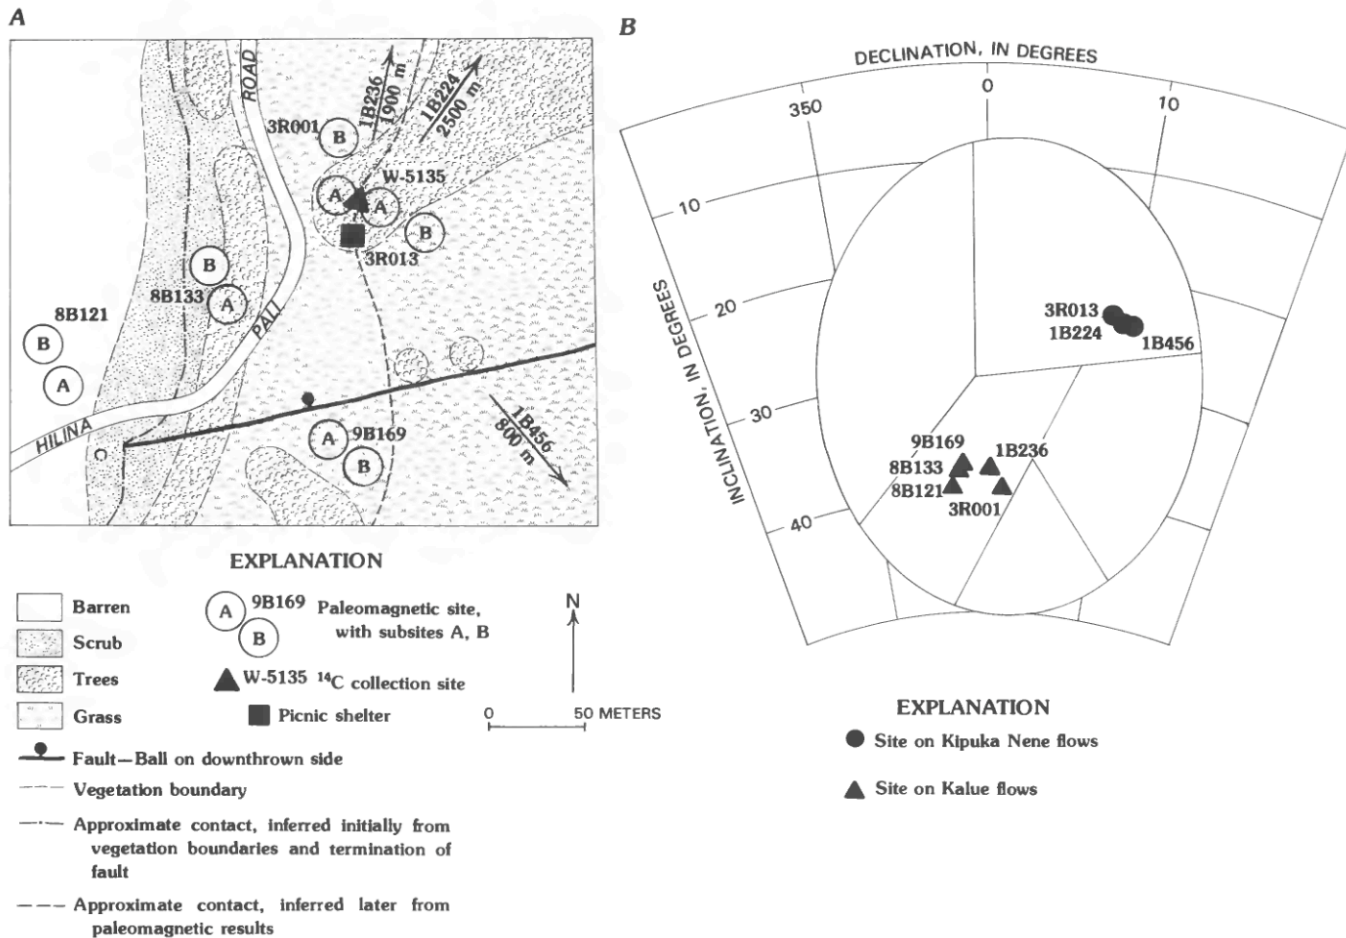 A
ROAD
1B236
1900 m
1B224
2500 m
3R001
B
W-5135
A
A
B
3R013
B
8B133
A
PALI
8B121
B
A
HILINA
9B169
A
B
1B456
800 m
EXPLANATION
Barren
Scrub
Trees
Grass
A
9B169
B
Paleomagnetic site,
with subsites A, B
W-5135 ¹⁴C collection site
Picnic shelter
N
0 50 METERS
Fault—Ball on downthrown side
Vegetation boundary
Approximate contact, inferred initially from
vegetation boundaries and termination of
fault
Approximate contact, inferred later from
paleomagnetic results
B
DECLINATION, IN DEGREES
350 0 10
INCLINATION, IN DEGREES
10
20
30
40
3R013
1B224
1B456
9B169
8B133
8B121
1B236
3R001
EXPLANATION
Site on Kipuka Nene flows
Site on Kalue flows